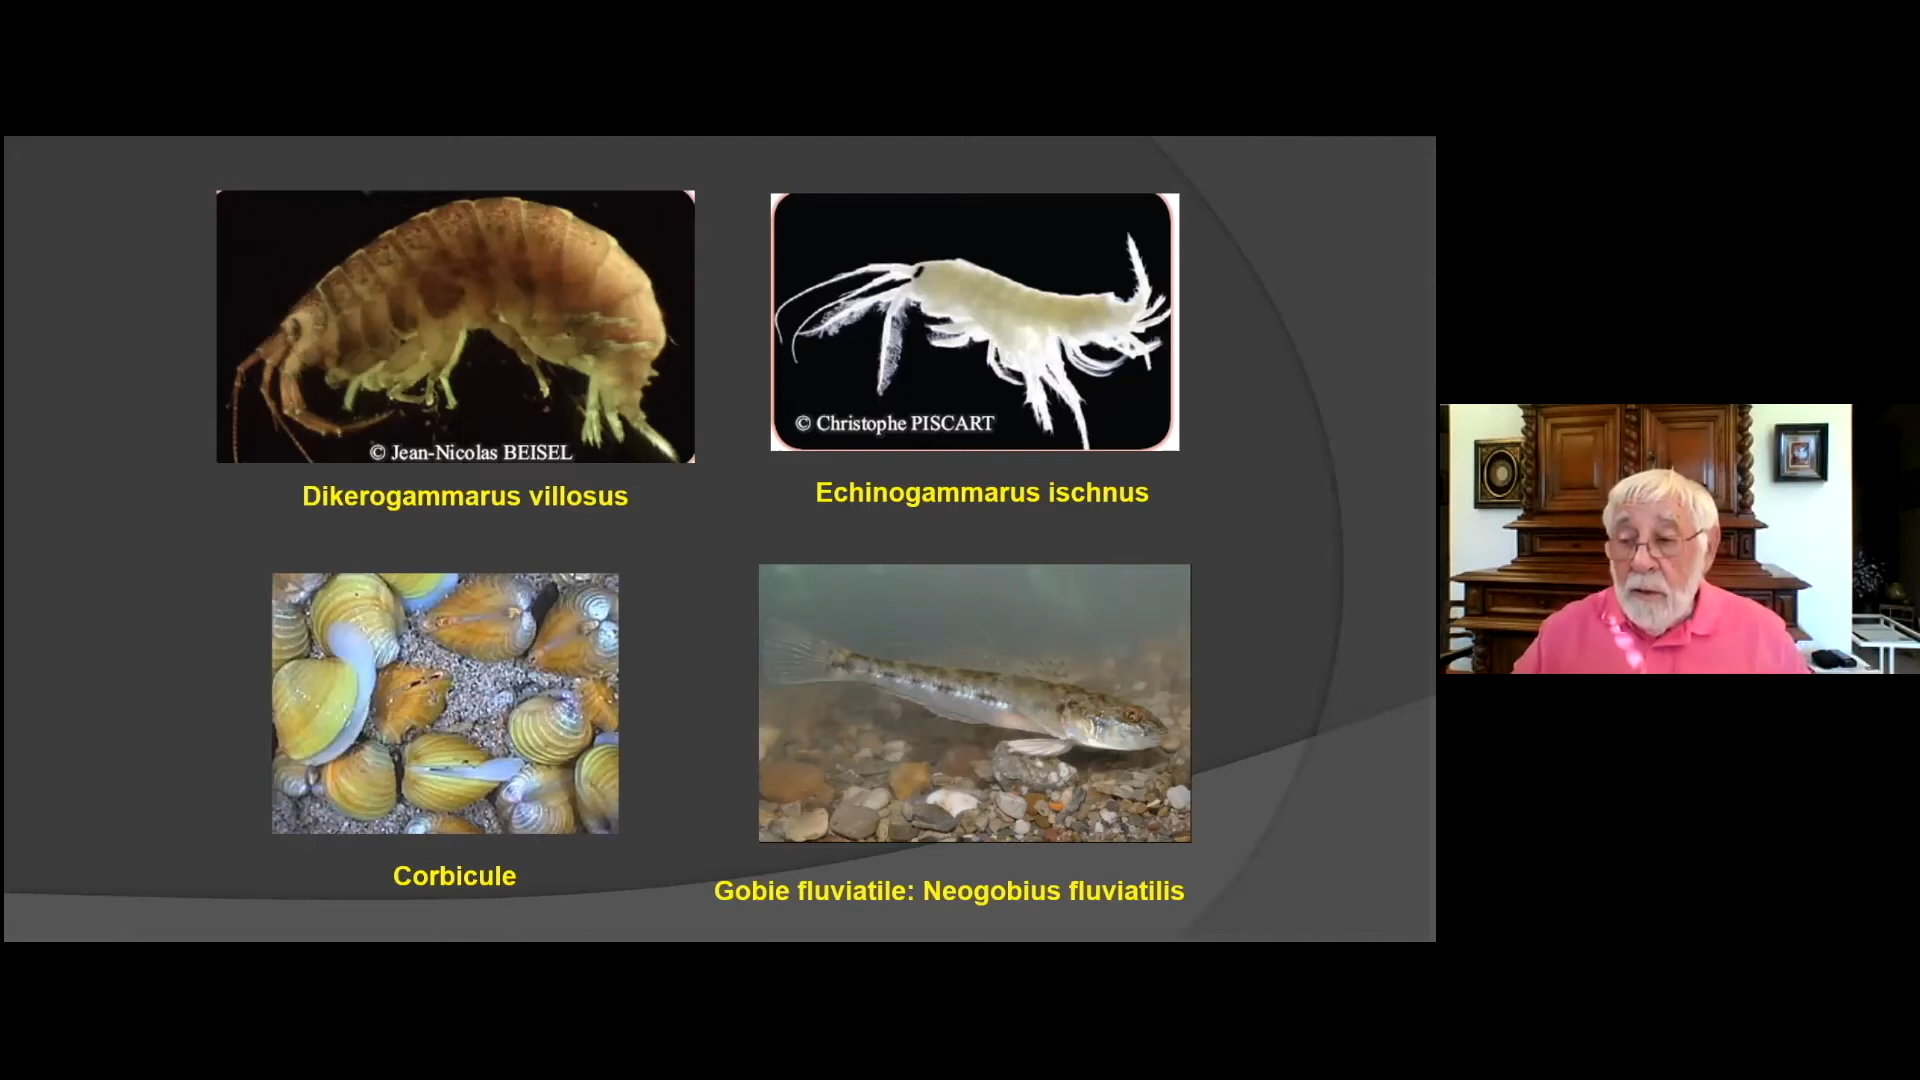 © Jean-Nicolas BEISEL
© Christophe PISCART
Dikerogammarus villosus
Echinogammarus ischnus
Corbicule
Gobie fluviatile: Neogobius fluviatilis